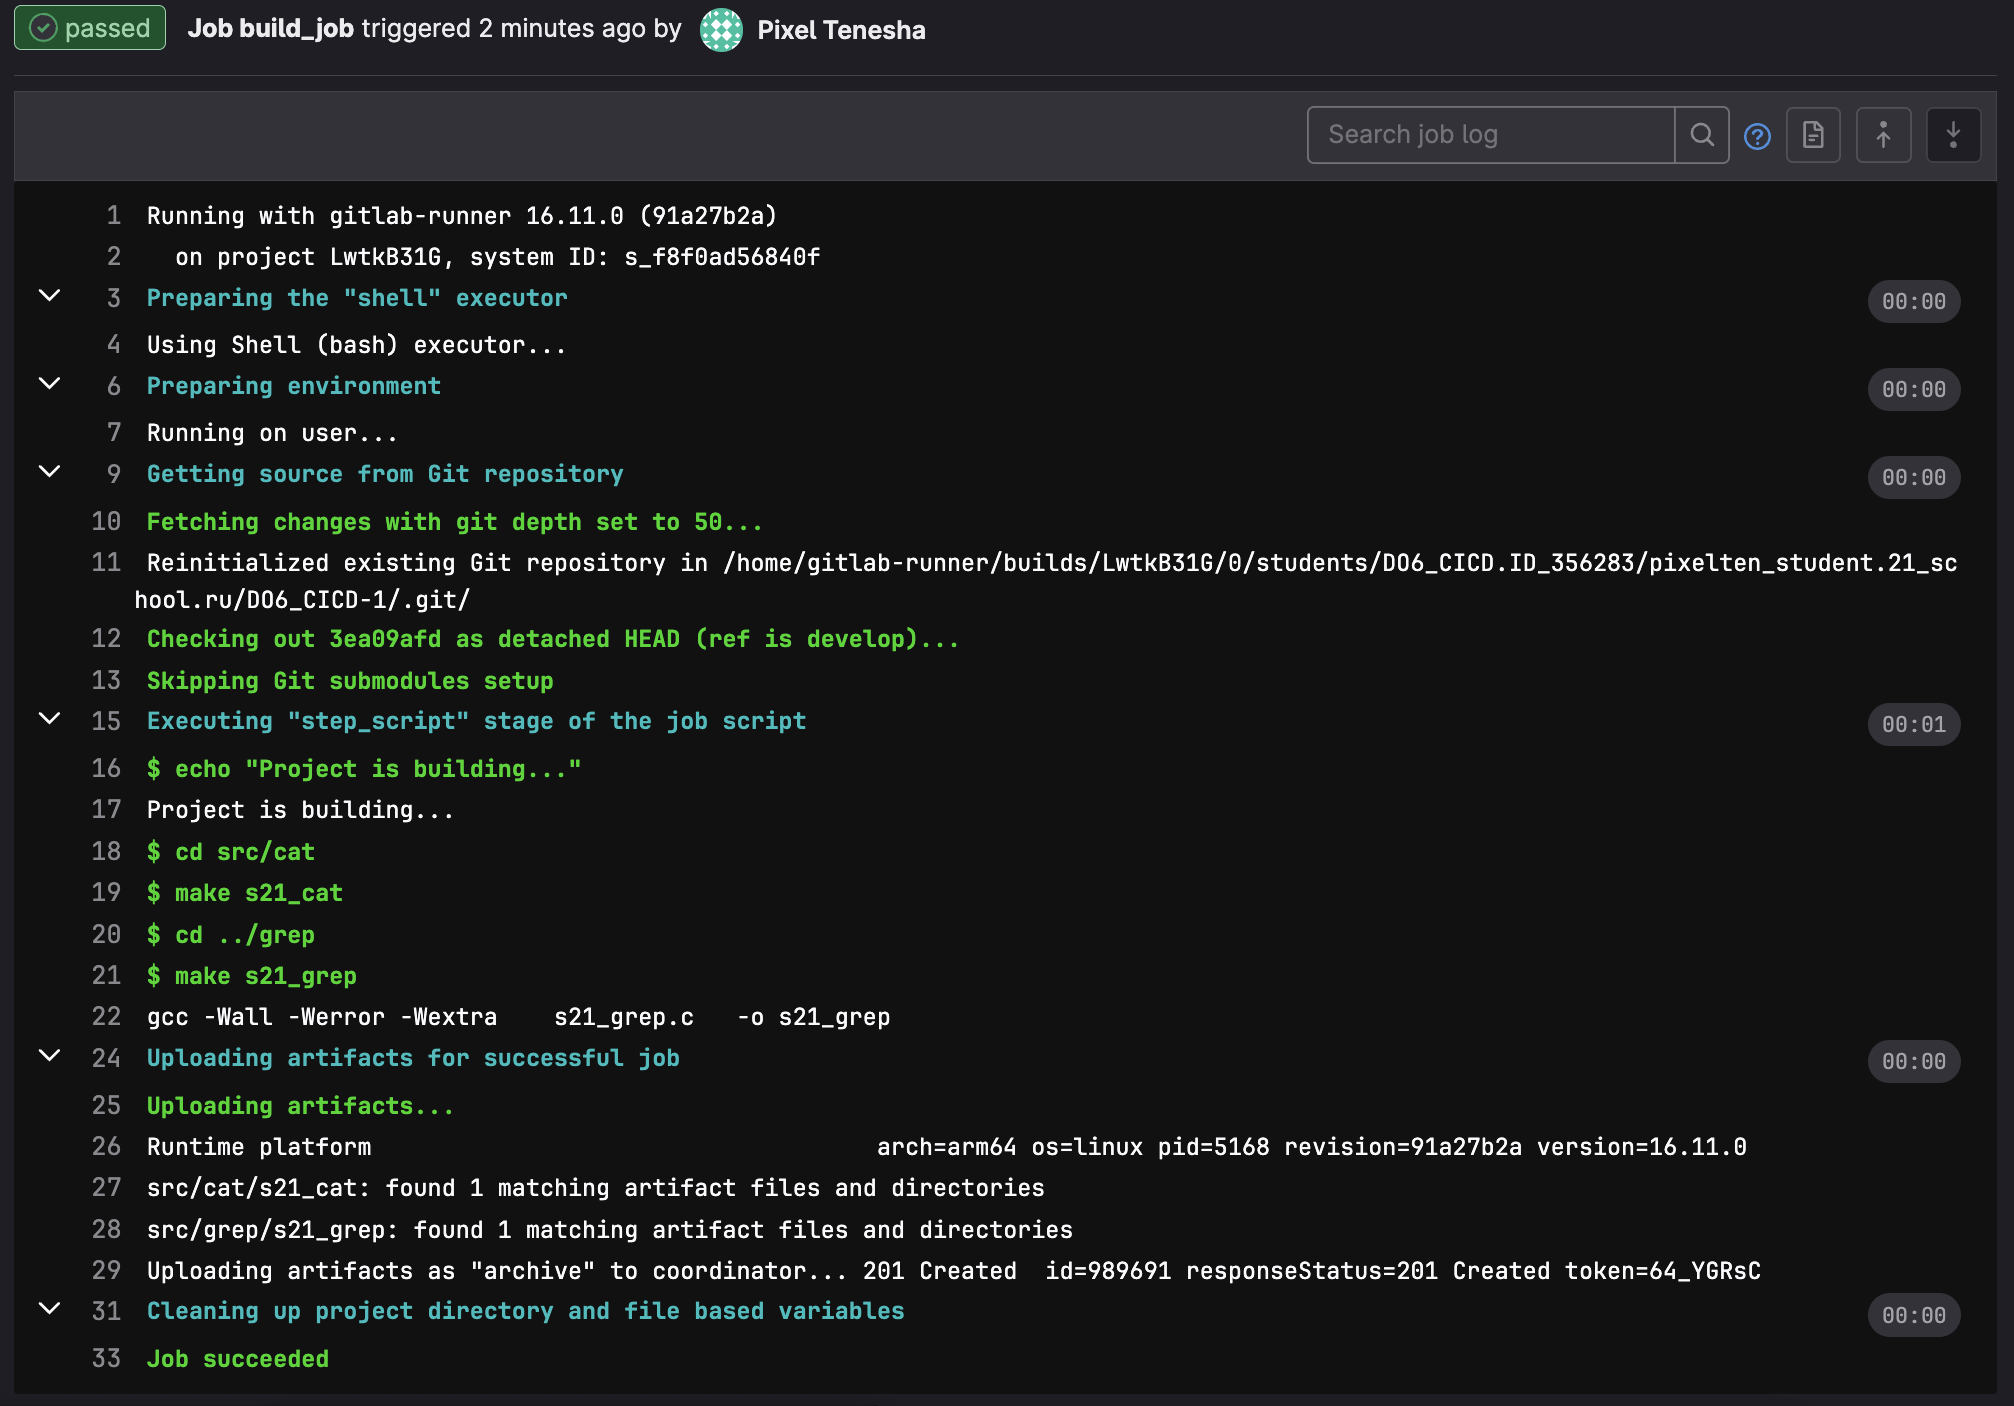 passed Job build_job triggered 2 minutes ago by Pixel Tenesha
Search job log
1 Running with gitlab-runner 16.11.0 (91a27b2a)
2 on project LwtkB31G, system ID: s_f8f0ad56840f
3 Preparing the "shell" executor 00:00
4 Using Shell (bash) executor...
6 Preparing environment 00:00
7 Running on user...
9 Getting source from Git repository 00:00
10 Fetching changes with git depth set to 50...
11 Reinitialized existing Git repository in /home/gitlab-runner/builds/LwtkB31G/0/students/DO6_CICD.ID_356283/pixelten_student.21_sc
hool.ru/DO6_CICD-1/.git/
12 Checking out 3ea09afd as detached HEAD (ref is develop)...
13 Skipping Git submodules setup
15 Executing "step_script" stage of the job script 00:01
16 $ echo "Project is building..."
17 Project is building...
18 $ cd src/cat
19 $ make s21_cat
20 $ cd ../grep
21 $ make s21_grep
22 gcc -Wall -Werror -Wextra    s21_grep.c   -o s21_grep
24 Uploading artifacts for successful job 00:00
25 Uploading artifacts...
26 Runtime platform                                    arch=arm64 os=linux pid=5168 revision=91a27b2a version=16.11.0
27 src/cat/s21_cat: found 1 matching artifact files and directories
28 src/grep/s21_grep: found 1 matching artifact files and directories
29 Uploading artifacts as "archive" to coordinator... 201 Created  id=989691 responseStatus=201 Created token=64_YGRsC
31 Cleaning up project directory and file based variables 00:00
33 Job succeeded